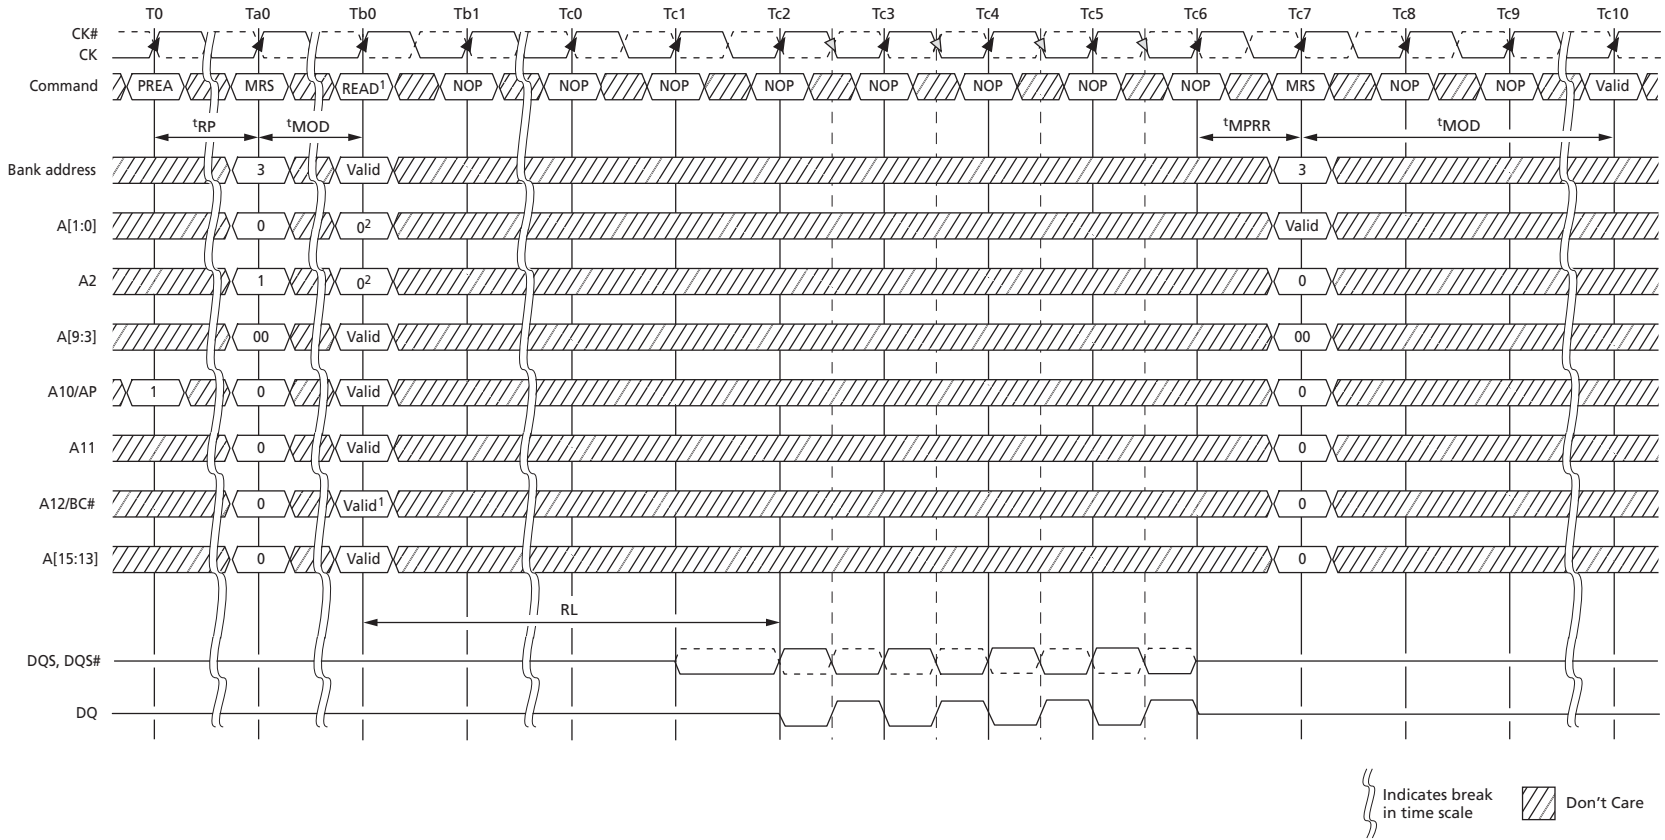 T0 Ta0 Tb0 Tb1 Tc0 Tc1 Tc2 Tc3 Tc4 Tc5 Tc6 Tc7 Tc8 Tc9 Tc10
CK#
CK
Command PREA MRS READ1 NOP NOP NOP NOP NOP NOP NOP NOP MRS NOP NOP Valid
tRP tMOD tMPRR tMOD
Bank address 3 Valid 3
A[1:0] 0 02 Valid
A2 1 02 0
A[9:3] 00 Valid 00
A10/AP 1 0 Valid 0
A11 0 Valid 0
A12/BC# 0 Valid1 0
A[15:13] 0 Valid 0
RL
DQS, DQS#
DQ
Indicates break
in time scale
Don't Care